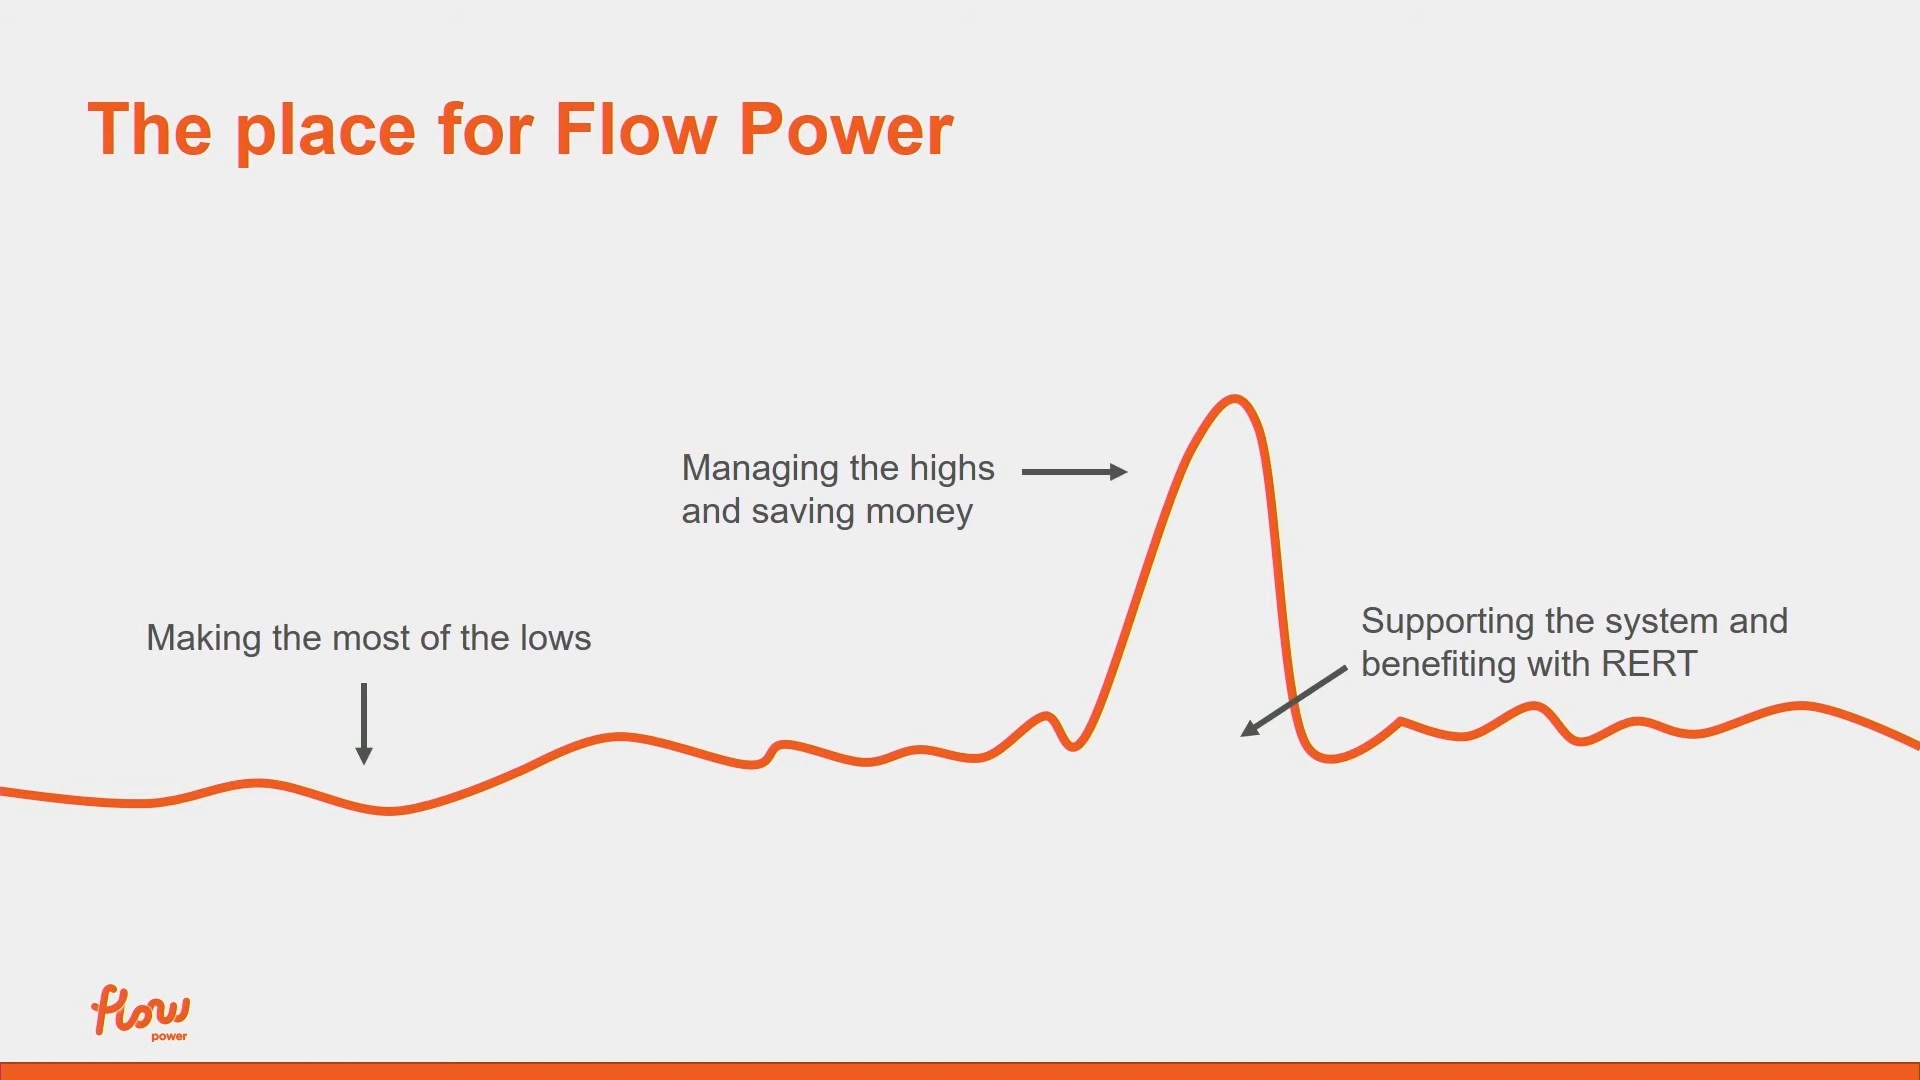 The place for Flow Power
Managing the highs
and saving money
Making the most of the lows
Supporting the system and
benefiting with RERT
flow
power